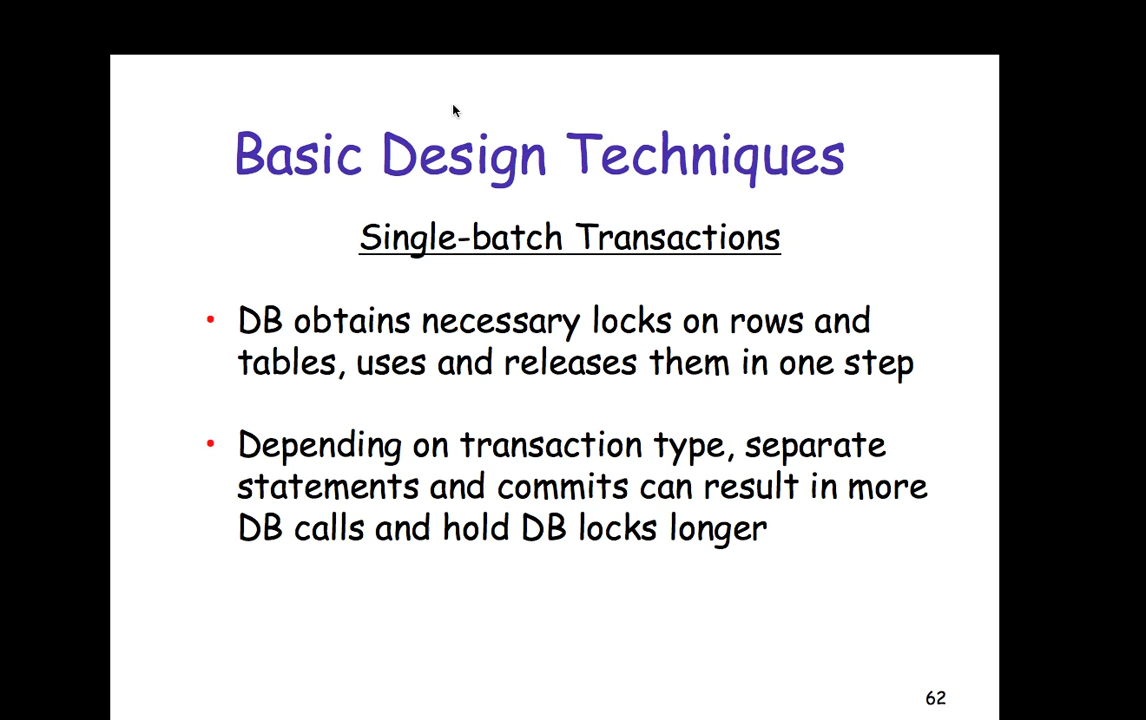 Basic Design Techniques
Single-batch Transactions
• DB obtains necessary locks on rows and
tables, uses and releases them in one step
• Depending on transaction type, separate
statements and commits can result in more
DB calls and hold DB locks longer
62